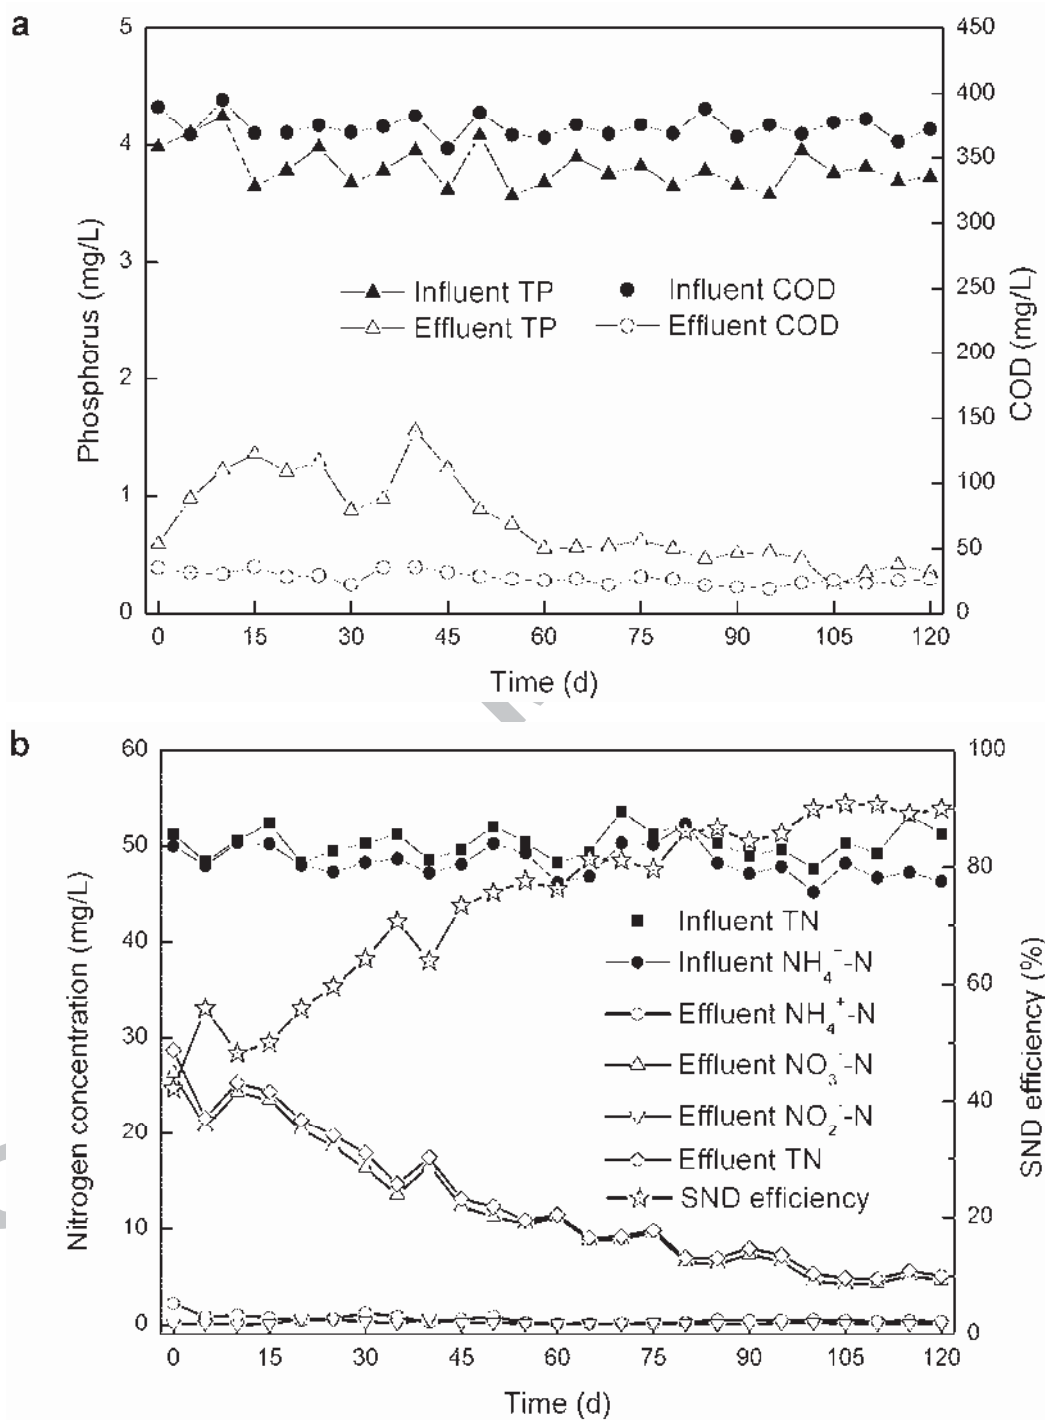 a
5
4
3
2
1
0
Phosphorus (mg/L)
450
400
350
300
250
200
150
100
50
0
COD (mg/L)
Influent TP
Influent COD
Effluent TP
Effluent COD
0 15 30 45 60 75 90 105 120
Time (d)
b
60
50
40
30
20
10
0
Nitrogen concentration (mg/L)
100
80
60
40
20
0
SND efficiency (%)
Influent TN
Influent NH₄⁻-N
Effluent NH₄⁺-N
Effluent NO₃⁻-N
Effluent NO₂⁻-N
Effluent TN
SND efficiency
0 15 30 45 60 75 90 105 120
Time (d)